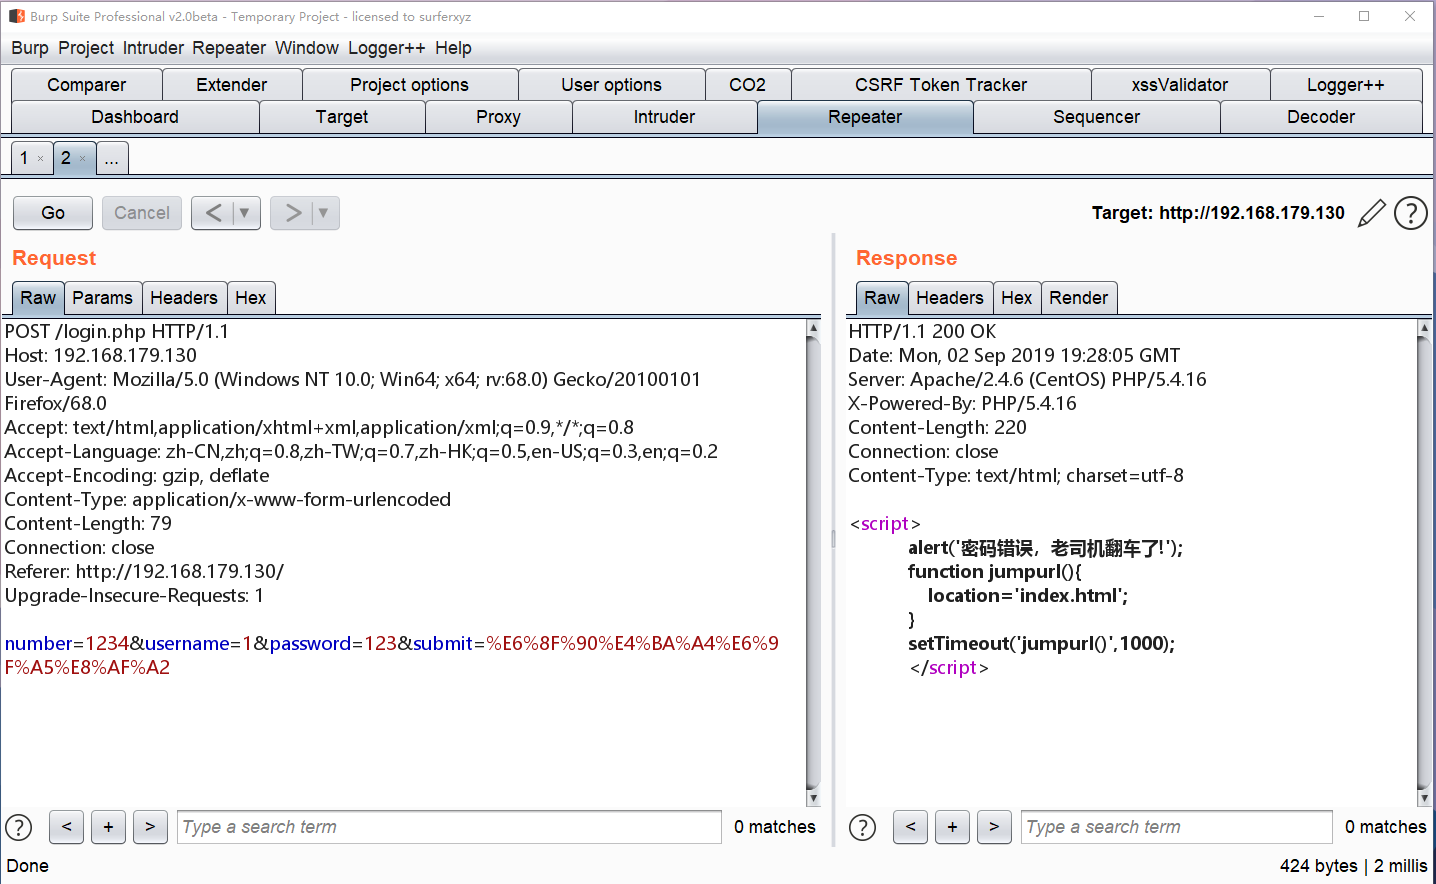 Burp Suite Professional v2.0beta - Temporary Project - licensed to surferxyz
Burp Project Intruder Repeater Window Logger++ Help
Comparer Extender Project options User options CO2 CSRF Token Tracker xssValidator Logger++
Dashboard Target Proxy Intruder Repeater Sequencer Decoder
1 × 2 × ...
Go Cancel < ▼ > ▼ Target: http://192.168.179.130 ?
Request
Raw Params Headers Hex
POST /login.php HTTP/1.1
Host: 192.168.179.130
User-Agent: Mozilla/5.0 (Windows NT 10.0; Win64; x64; rv:68.0) Gecko/20100101
Firefox/68.0
Accept: text/html,application/xhtml+xml,application/xml;q=0.9,*/*;q=0.8
Accept-Language: zh-CN,zh;q=0.8,zh-TW;q=0.7,zh-HK;q=0.5,en-US;q=0.3,en;q=0.2
Accept-Encoding: gzip, deflate
Content-Type: application/x-www-form-urlencoded
Content-Length: 79
Connection: close
Referer: http://192.168.179.130/
Upgrade-Insecure-Requests: 1
number=1234&username=1&password=123&submit=%E6%8F%90%E4%BA%A4%E6%9
F%A5%E8%AF%A2
? < + > Type a search term 0 matches
Response
Raw Headers Hex Render
HTTP/1.1 200 OK
Date: Mon, 02 Sep 2019 19:28:05 GMT
Server: Apache/2.4.6 (CentOS) PHP/5.4.16
X-Powered-By: PHP/5.4.16
Content-Length: 220
Connection: close
Content-Type: text/html; charset=utf-8
<script>
alert('密码错误，老司机翻车了!');
function jumpurl(){
location='index.html';
}
setTimeout('jumpurl()',1000);
</script>
? < + > Type a search term 0 matches
Done 424 bytes | 2 millis